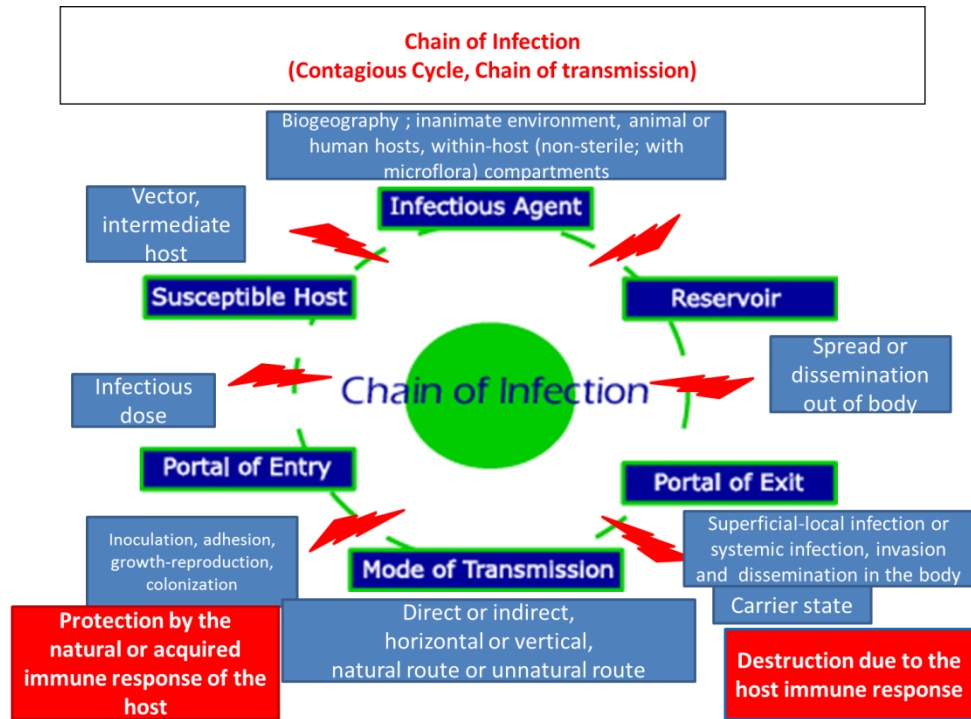 Chain of Infection
(Contagious Cycle, Chain of transmission)
Biogeography ; inanimate environment, animal or
human hosts, within-host (non-sterile; with
microflora) compartments
Infectious Agent
Vector,
intermediate
host
Susceptible Host
Reservoir
Spread or
dissemination
out of body
Infectious
dose
Chain of Infection
Portal of Entry
Portal of Exit
Inoculation, adhesion,
growth-reproduction,
colonization
Mode of Transmission
Superficial-local infection or
systemic infection, invasion
and dissemination in the body
Carrier state
Direct or indirect,
horizontal or vertical,
natural route or unnatural route
Protection by the
natural or acquired
immune response of the
host
Destruction due to the
host immune response